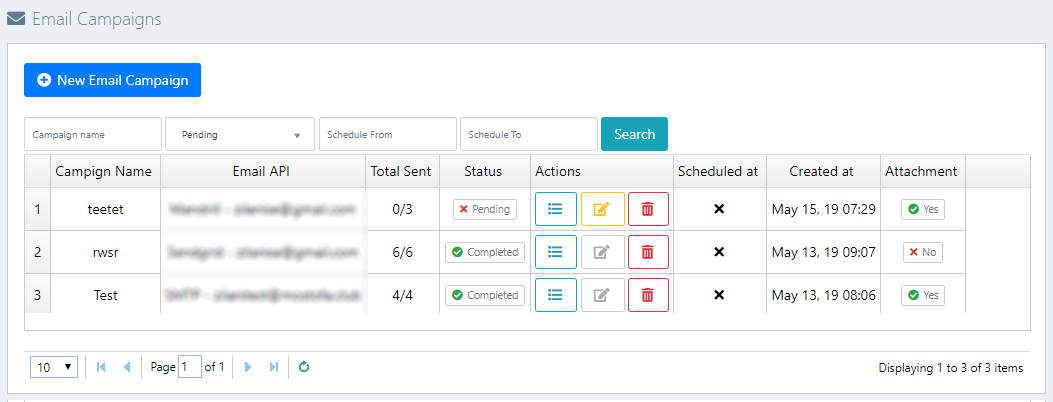 Email Campaigns
New Email Campaign
Campaign name Pending Schedule From Schedule To Search
Campign Name Email API Total Sent Status Actions Scheduled at Created at Attachment
1 teetet 0/3 Pending May 15, 19 07:29 Yes
2 rwsr 6/6 Completed May 13, 19 09:07 No
3 Test 4/4 Completed May 13, 19 08:06 Yes
10 Page 1 of 1 Displaying 1 to 3 of 3 items